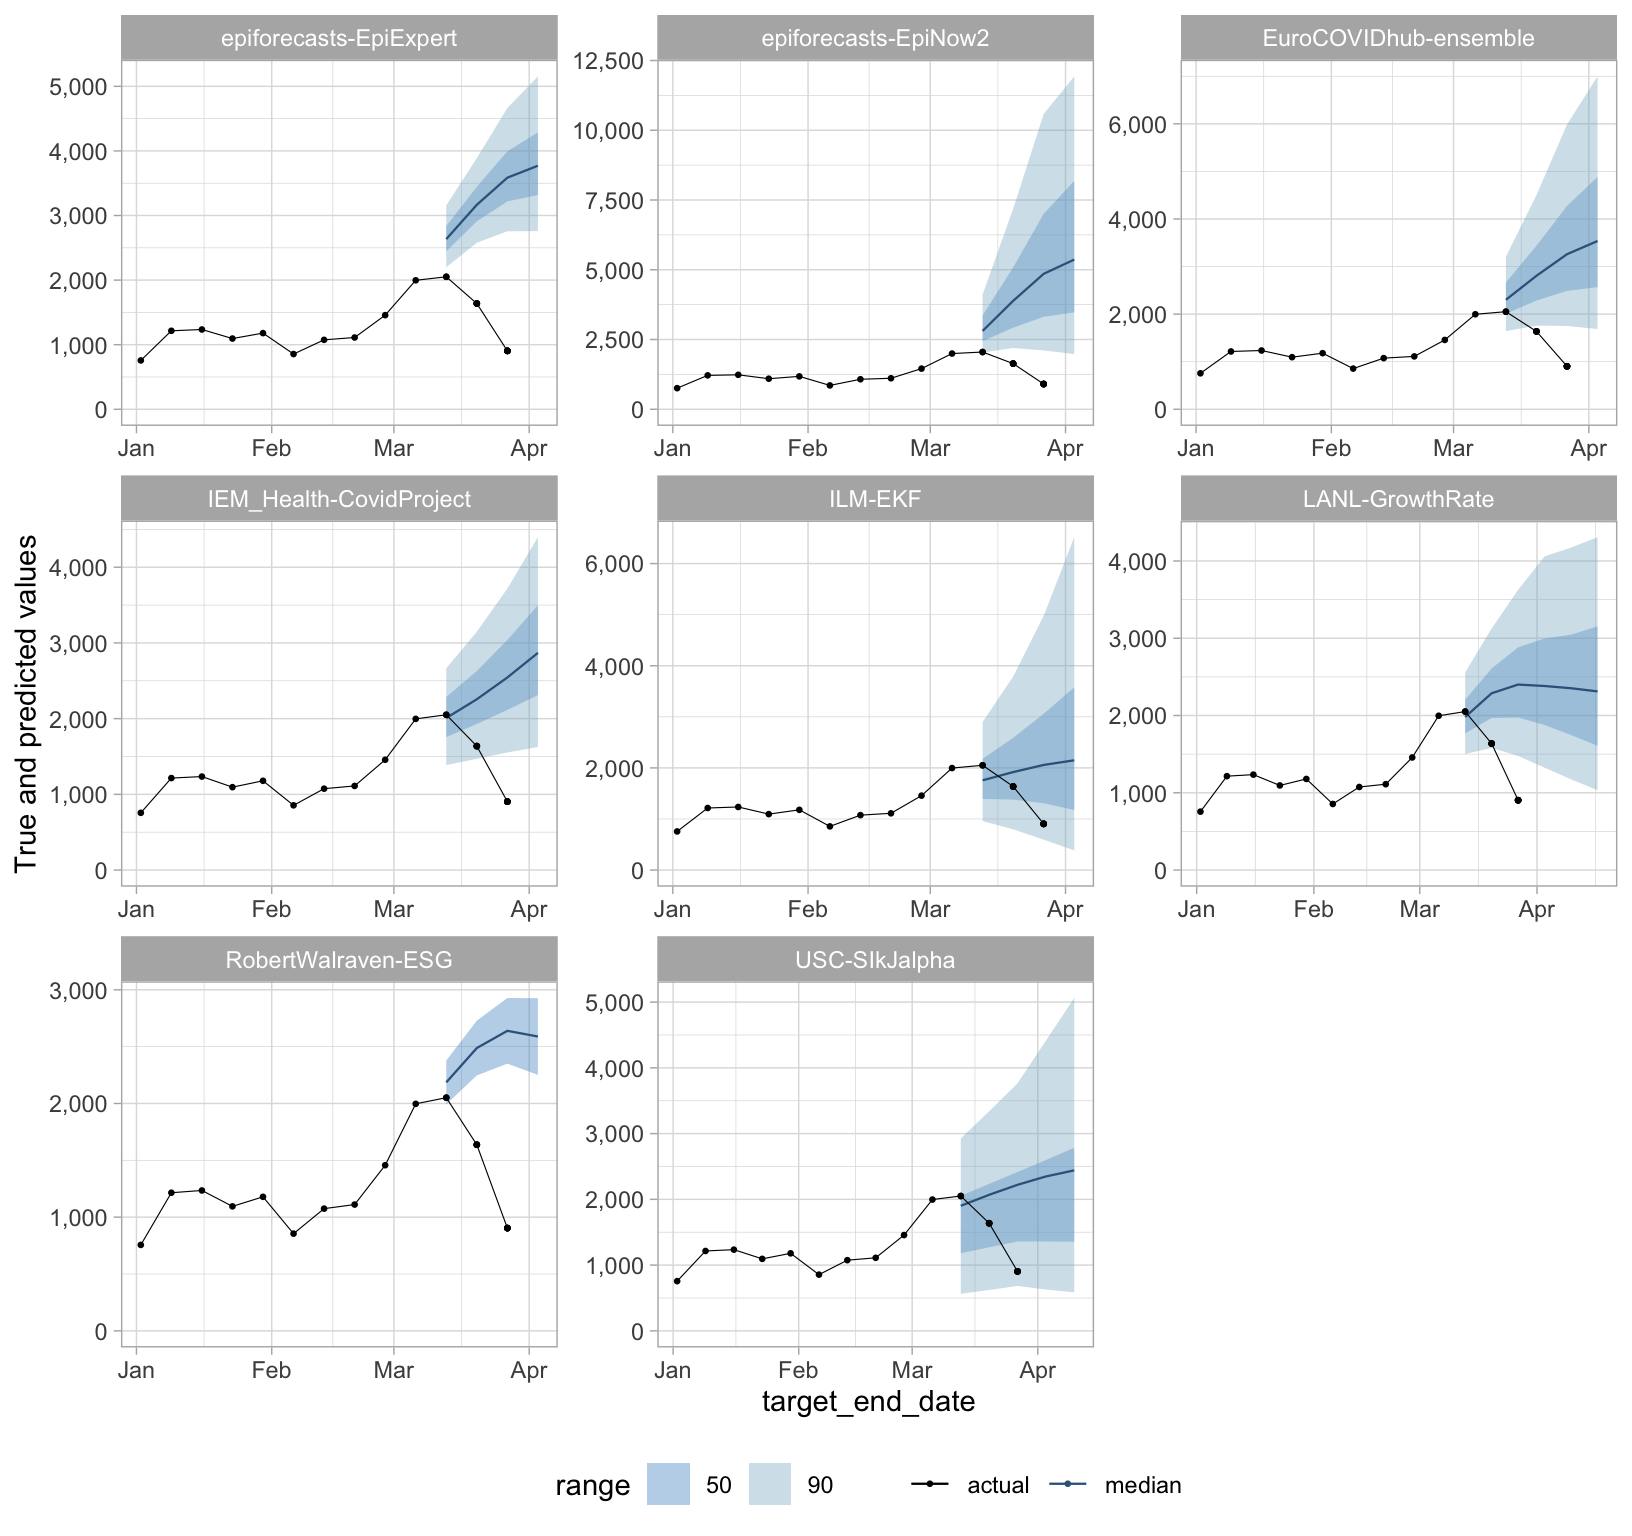 epiforecasts-EpiExpert
epiforecasts-EpiNow2
EuroCOVIDhub-ensemble
5,000
4,000
3,000
2,000
1,000
0
Jan Feb Mar Apr
12,500
10,000
7,500
5,000
2,500
0
Jan Feb Mar Apr
6,000
4,000
2,000
0
Jan Feb Mar Apr
True and predicted values
IEM_Health-CovidProject
ILM-EKF
LANL-GrowthRate
4,000
3,000
2,000
1,000
0
Jan Feb Mar Apr
6,000
4,000
2,000
0
Jan Feb Mar Apr
4,000
3,000
2,000
1,000
0
Jan Feb Mar Apr
RobertWalraven-ESG
USC-SIkJalpha
3,000
2,000
1,000
0
Jan Feb Mar Apr
5,000
4,000
3,000
2,000
1,000
0
Jan Feb Mar Apr
target_end_date
range 50 90 actual median